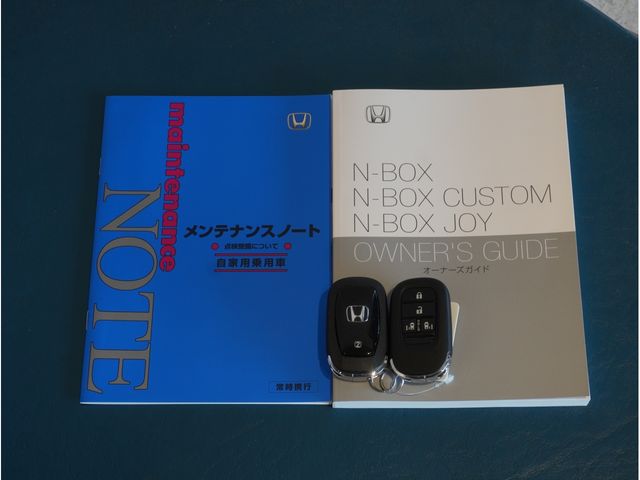 maintenance
NOTE
メンテナンスノート
点検整備について
自家用乗用車
常時携行
N-BOX
N-BOX CUSTOM
N-BOX JOY
OWNER'S GUIDE
オーナーズガイド